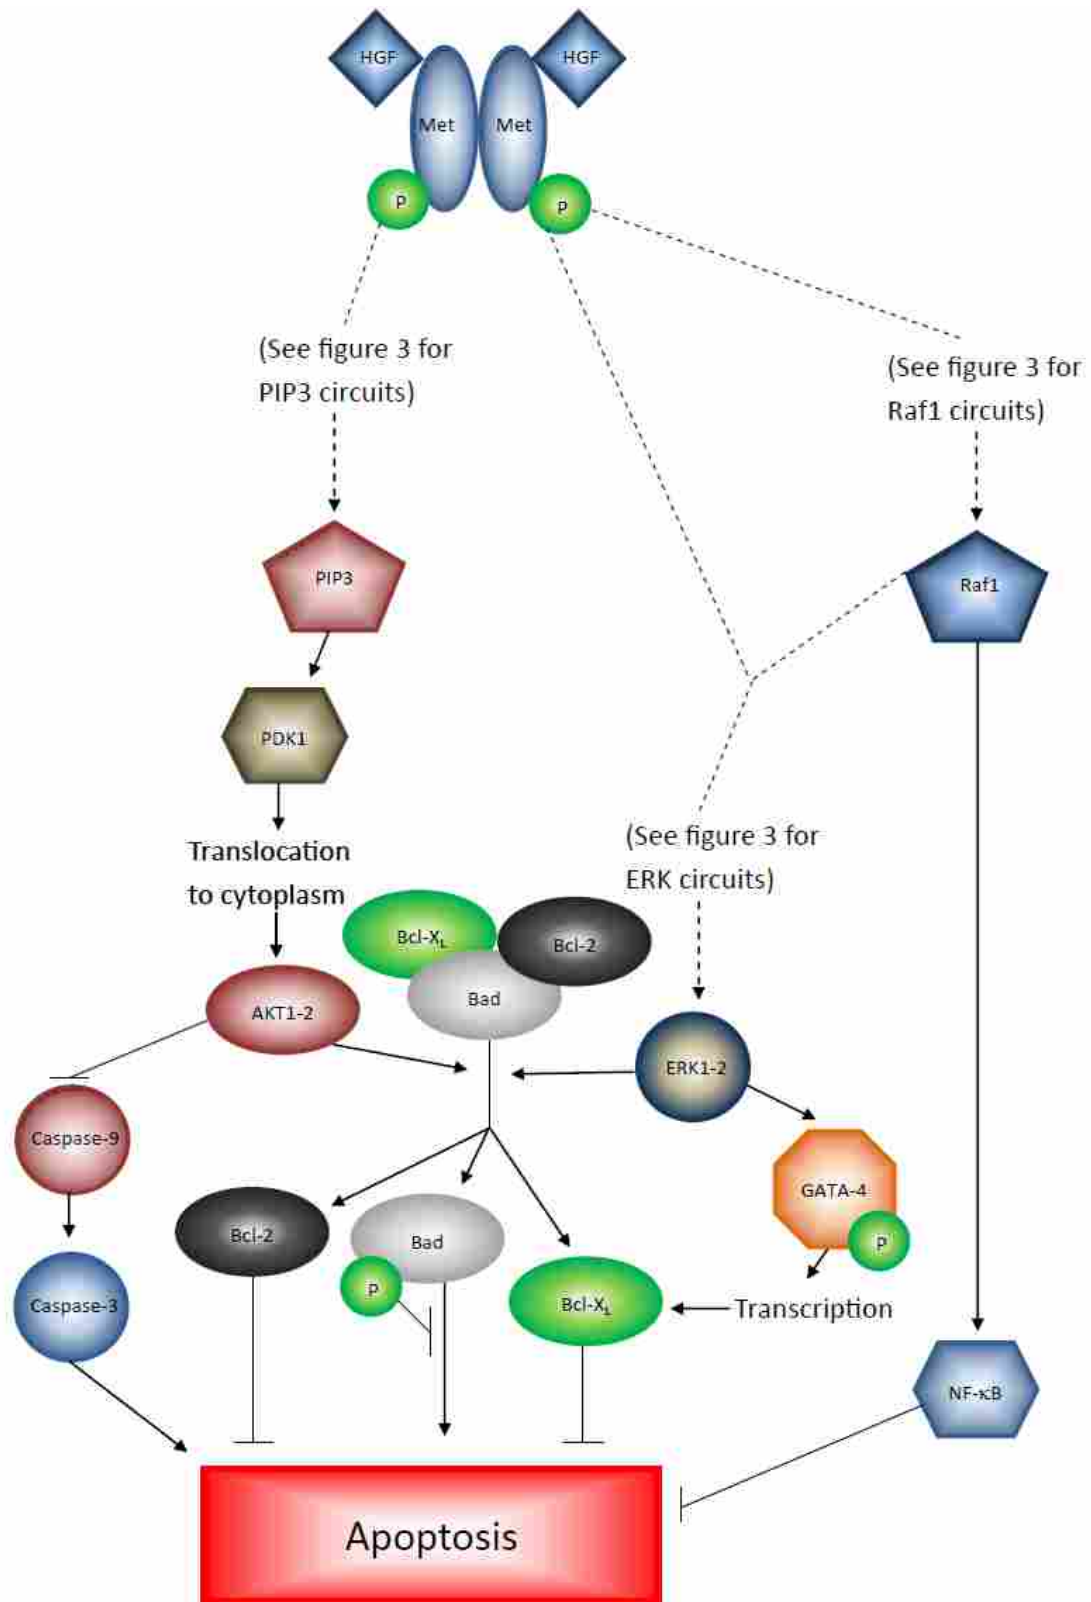 HGF
HGF
Met
Met
P
P
(See figure 3 for
PIP3 circuits)
(See figure 3 for
Raf1 circuits)
PIP3
Raf1
PDK1
Translocation
to cytoplasm
(See figure 3 for
ERK circuits)
Bcl-XL
Bcl-2
Bad
AKT1-2
ERK1-2
Caspase-9
GATA-4
P
Bcl-2
Bad
P
Caspase-3
Bcl-XL
Transcription
NF-κB
Apoptosis